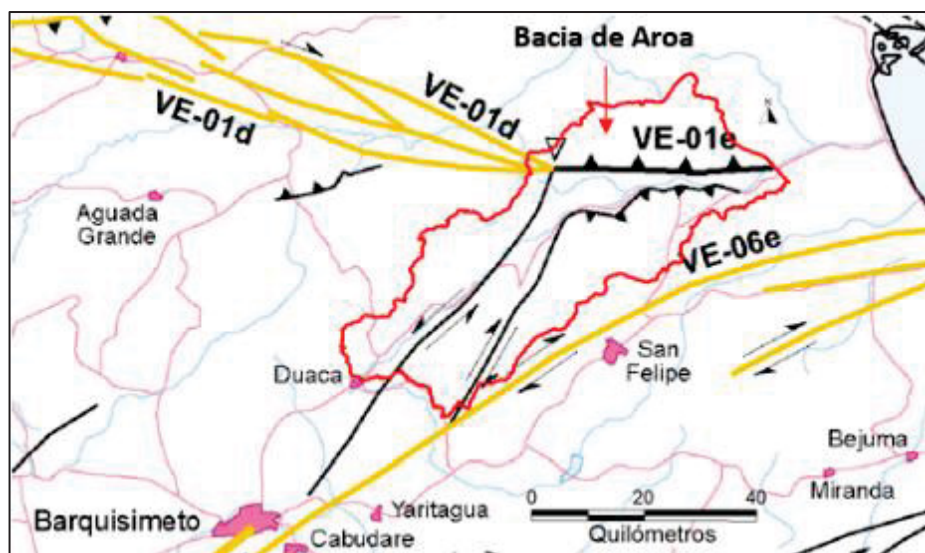 Bacia de Aroa
VE-01d
VE-01d
VE-01e
Aguada
Grande
VE-06e
San
Felipe
Duaca
Bejuma
Miranda
Barquisimeto
Yaritagua
Cabudare
0 20 40
Quilómetros